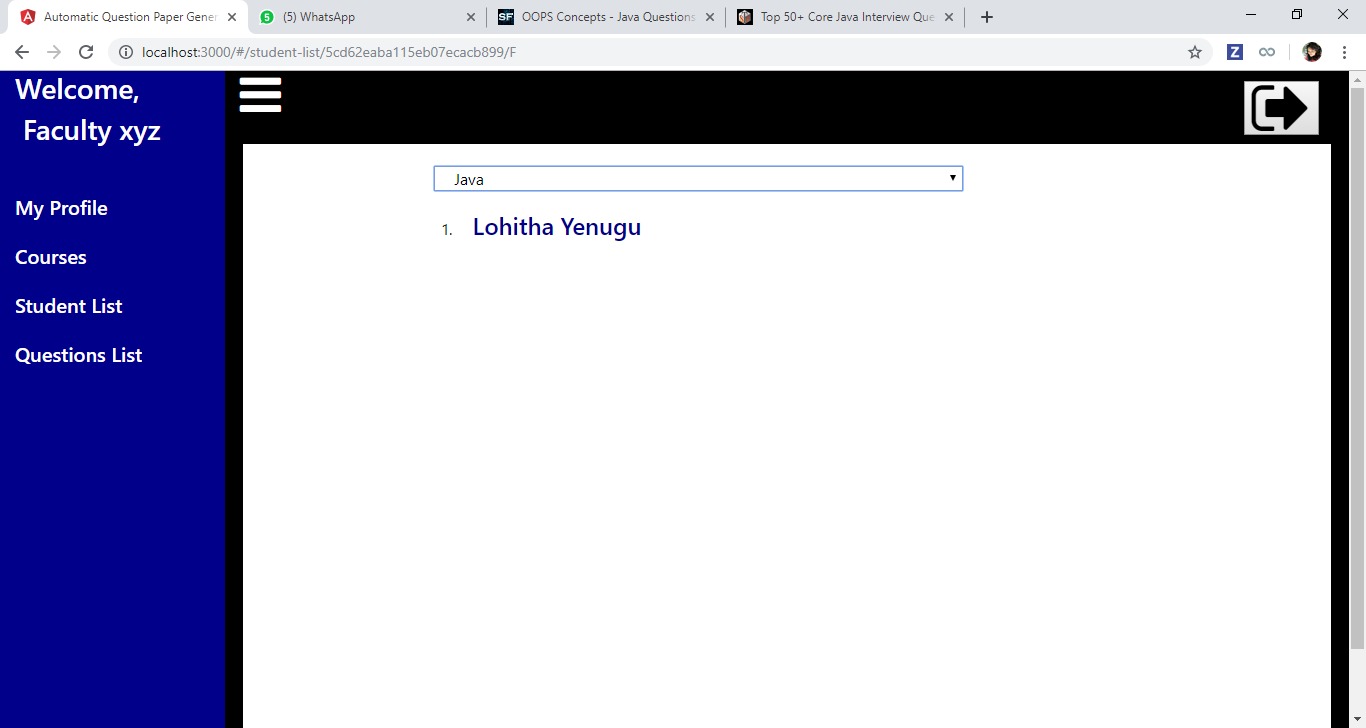 Automatic Question Paper Gener
(5) WhatsApp
SF OOPS Concepts - Java Questions
Top 50+ Core Java Interview Que
localhost:3000/#/student-list/5cd62eaba115eb07ecacb899/F
Z
Welcome,
Faculty xyz
My Profile
Courses
Student List
Questions List
Java
1. Lohitha Yenugu